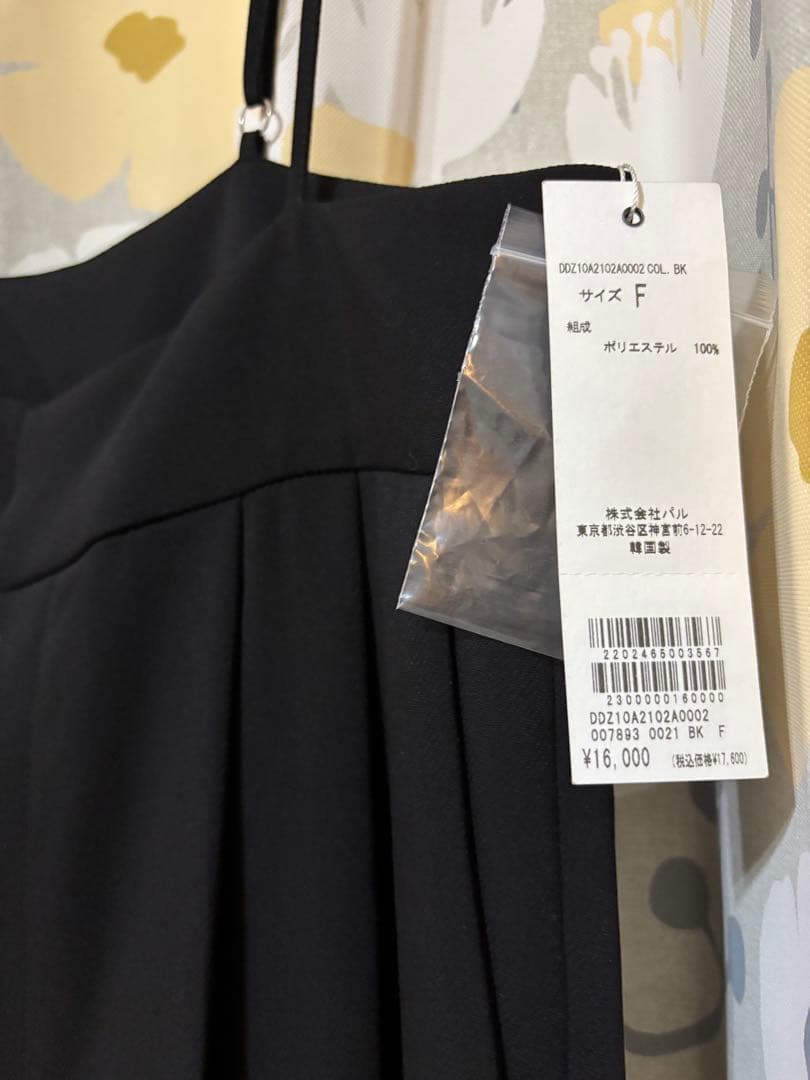 DDZ10A2102A0002 COL. BK
サイズ F
組成
ポリエステル 100%
株式会社パル
東京都渋谷区神宮前6-12-22
韓国製
2202465003567
2300000160000
DDZ10A2102A0002
007893 0021 BK F
¥16,000 (税込価格¥17,600)